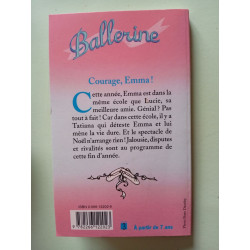 Ballerine
Courage, Emma !
Cette année, Emma est dans la
même école que Lucie, sa
meilleure amie. Génial ? Pas
tout à fait ! Car dans cette école, il y a
Tatiana qui déteste Emma et lui
mène la vie dure. Et le spectacle de
Noël n'arrange rien ! Jalousie, disputes
et rivalités sont au programme de
cette fin d'année.
À partir de 7 ans